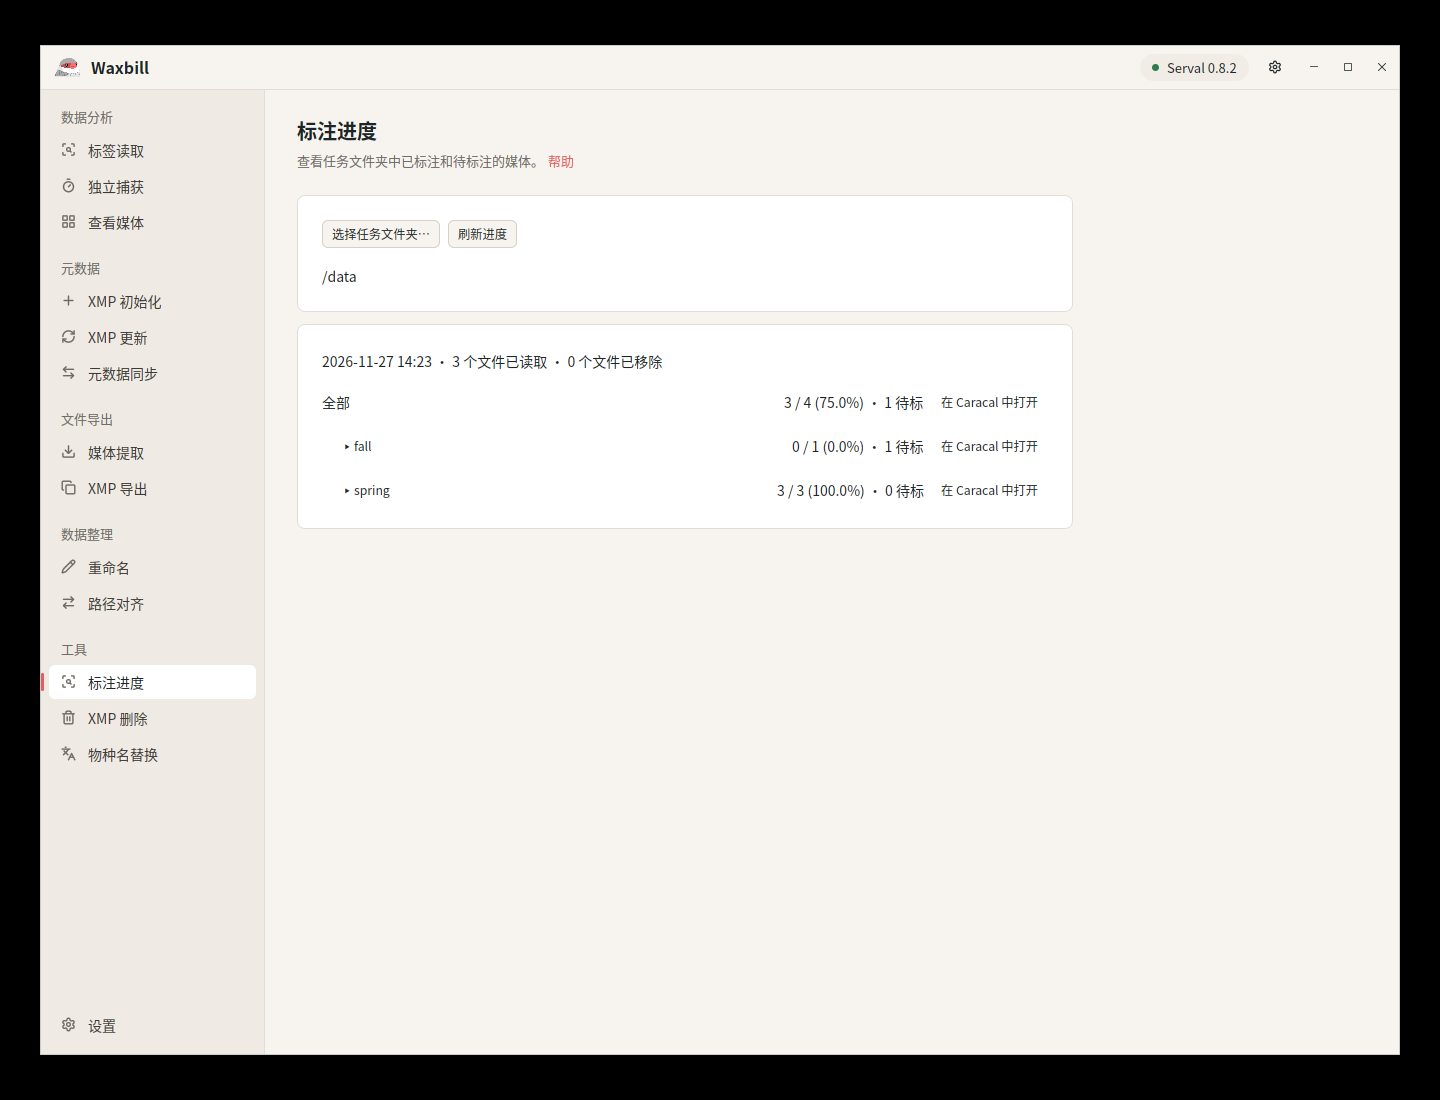 Waxbill
Serval 0.8.2
数据分析
标签读取
独立捕获
查看媒体
元数据
XMP 初始化
XMP 更新
元数据同步
文件导出
媒体提取
XMP 导出
数据整理
重命名
路径对齐
工具
标注进度
XMP 删除
物种名替换
设置
标注进度
查看任务文件夹中已标注和待标注的媒体。 帮助
选择任务文件夹… 刷新进度
/data
2026-11-27 14:23 · 3 个文件已读取 · 0 个文件已移除
全部 3 / 4 (75.0%) · 1 待标 在 Caracal 中打开
▸ fall 0 / 1 (0.0%) · 1 待标 在 Caracal 中打开
▸ spring 3 / 3 (100.0%) · 0 待标 在 Caracal 中打开